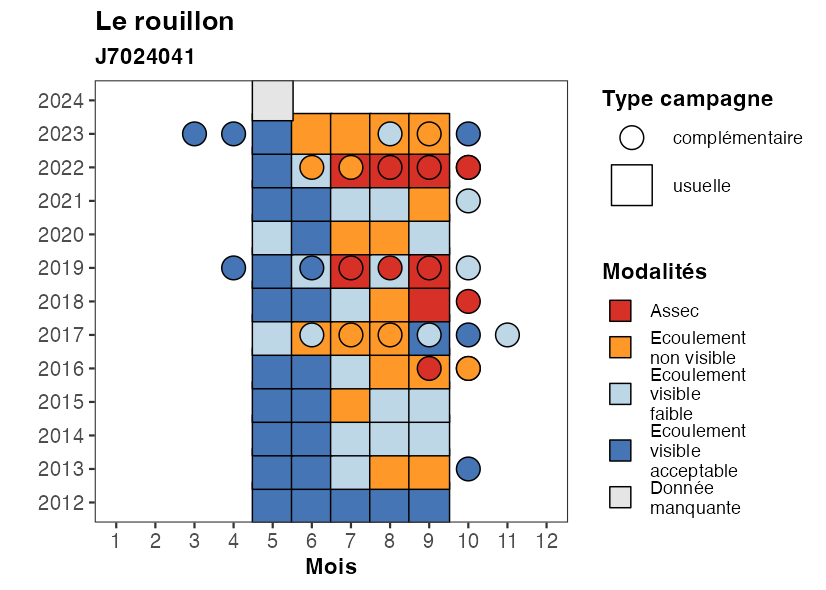 Le rouillon
J7024041
2024
2023
2022
2021
2020
2019
2018
2017
2016
2015
2014
2013
2012
1 2 3 4 5 6 7 8 9 10 11 12
Mois
Type campagne
complémentaire
usuelle
Modalités
Assec
Ecoulement
non visible
Ecoulement
visible
faible
Ecoulement
visible
acceptable
Donnée
manquante